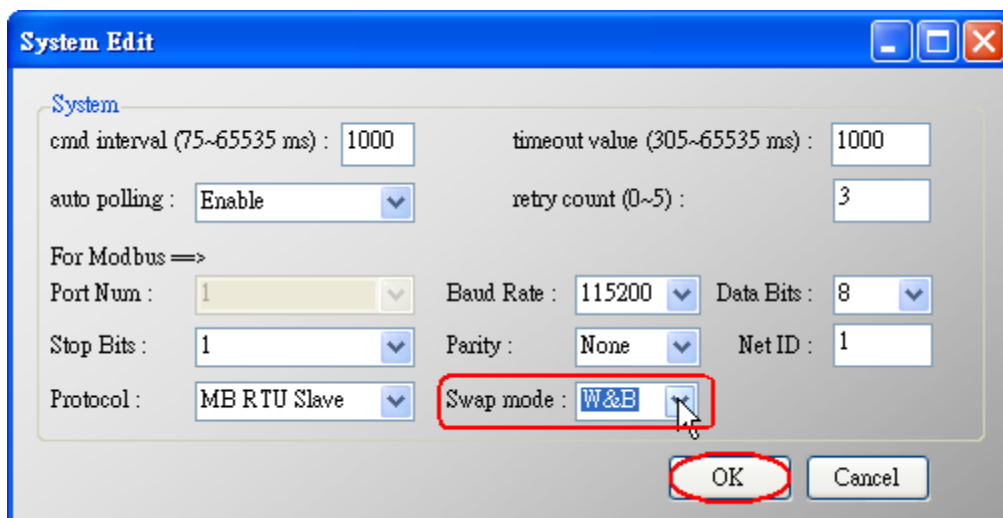 System Edit
System
cmd interval (75~65535 ms) : 1000 timeout value (305~65535 ms) : 1000
auto polling : Enable retry count (0~5) : 3
For Modbus ==>
Port Num : 1 Baud Rate : 115200 Data Bits : 8
Stop Bits : 1 Parity : None Net ID : 1
Protocol : MB RTU Slave Swap mode : W&B
OK Cancel